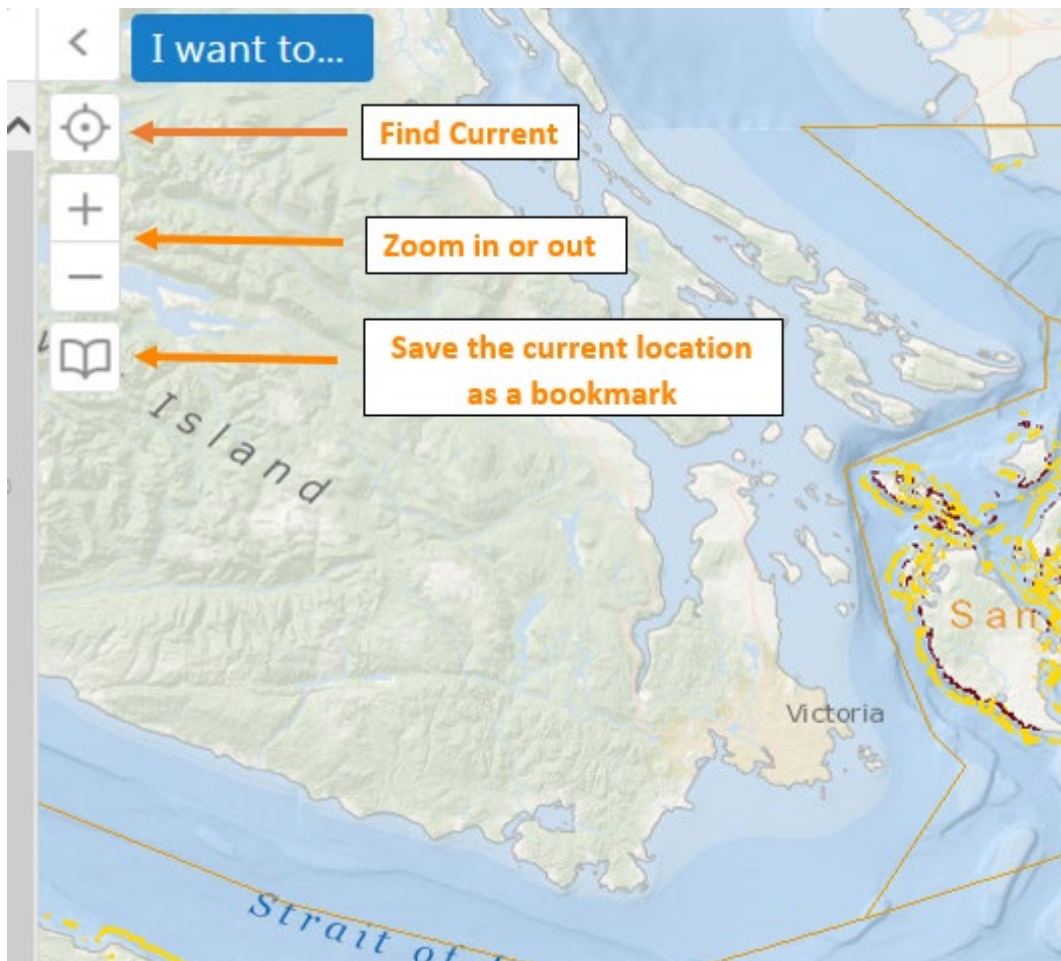 I want to...
Find Current
Zoom in or out
Save the current location
as a bookmark
Island
San
Victoria
Strait of